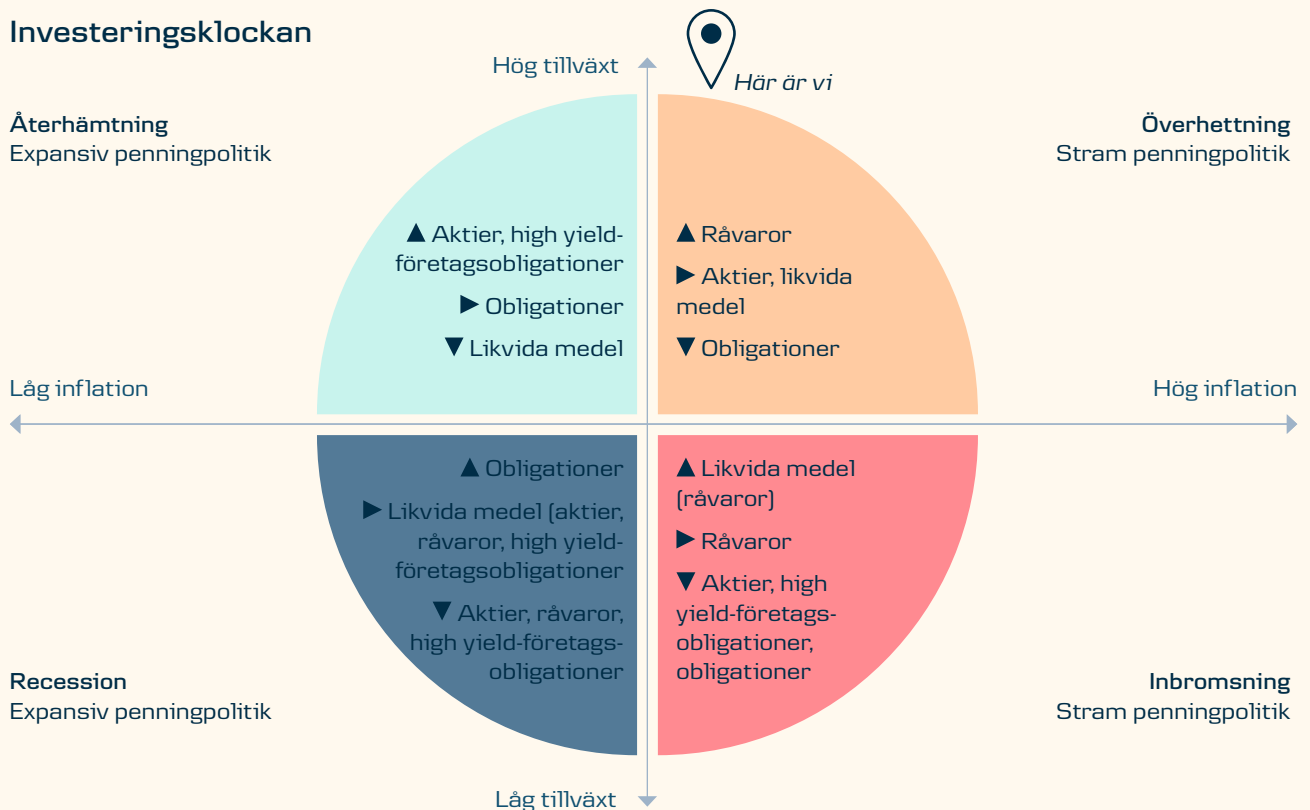 Investeringsklockan
Hög tillväxt
Här är vi
Återhämtning
Expansiv penningpolitik
Överhettning
Stram penningpolitik
▲ Aktier, high yield-
företagsobligationer
▶ Obligationer
▼ Likvida medel
▲ Råvaror
▶ Aktier, likvida
medel
▼ Obligationer
Låg inflation
Hög inflation
▲ Obligationer
▶ Likvida medel (aktier,
råvaror, high yield-
företagsobligationer
▼ Aktier, råvaror,
high yield-företags-
obligationer
▲ Likvida medel
(råvaror)
▶ Råvaror
▼ Aktier, high
yield-företags-
obligationer,
obligationer
Recession
Expansiv penningpolitik
Inbromsning
Stram penningpolitik
Låg tillväxt